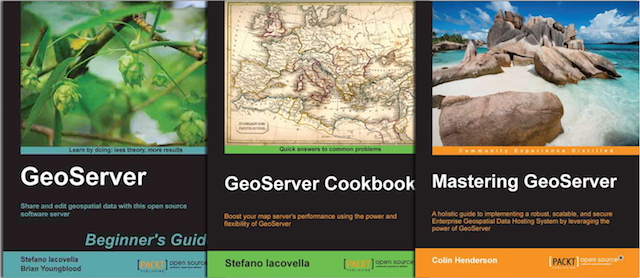 Learn by doing: less theory, more results
GeoServer
Share and edit geospatial data with this open source
software server
Beginner's Guid
Stefano Iacovella
Brian Youngblood
PACKT
PUBLISHING
open source
Quick answers to common problems
GeoServer Cookbook
Boost your map server's performance using the power and
flexibility of GeoServer
Stefano Iacovella
PACKT
PUBLISHING
open source
Community Experience Distilled
Mastering GeoServer
A holistic guide to implementing a robust, scalable, and secure
Enterprise Geospatial Data Hosting System by leveraging the
power of GeoServer
Colin Henderson
PACKT
PUBLISHING
open source